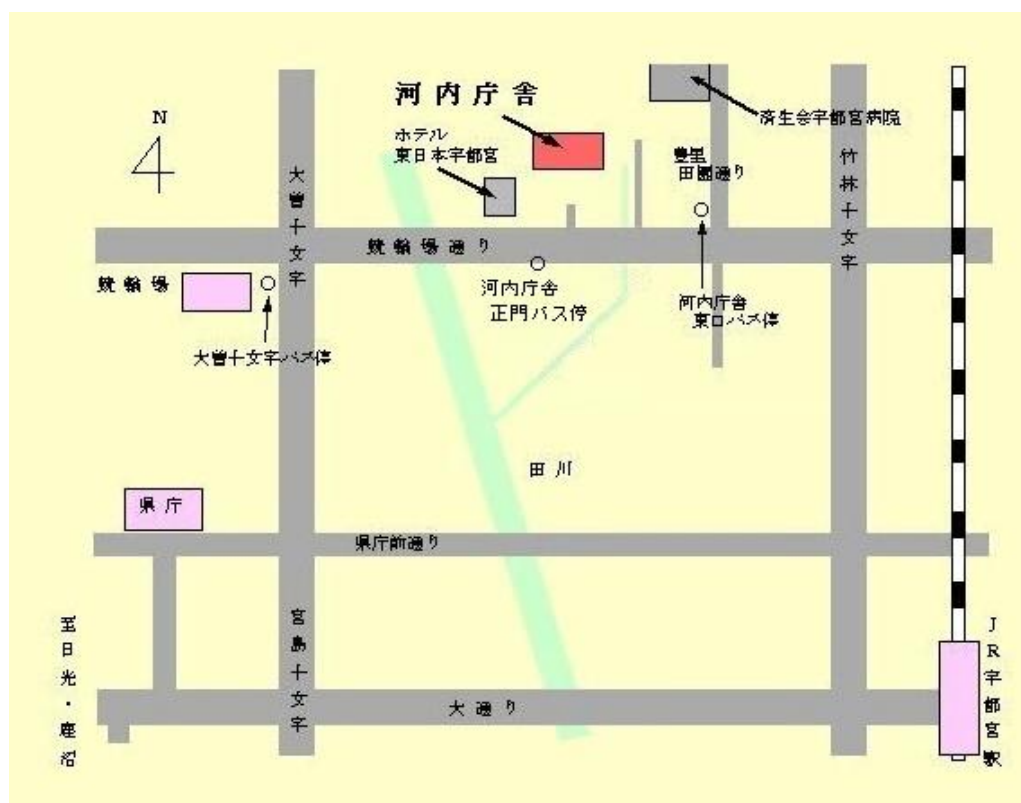 河内庁舎
済生会宇都宮病院
N
ホテル
東日本宇都宮
豊里
田園通り
大曽十文字
竹林十文字
競輪場通り
競輪場
河内庁舎
正門バス停
河内庁舎
東口バス停
大曽十文字バス停
田川
県庁
県庁前通り
宮島十文字
至日光・鹿沼
JR宇都宮駅
大通り